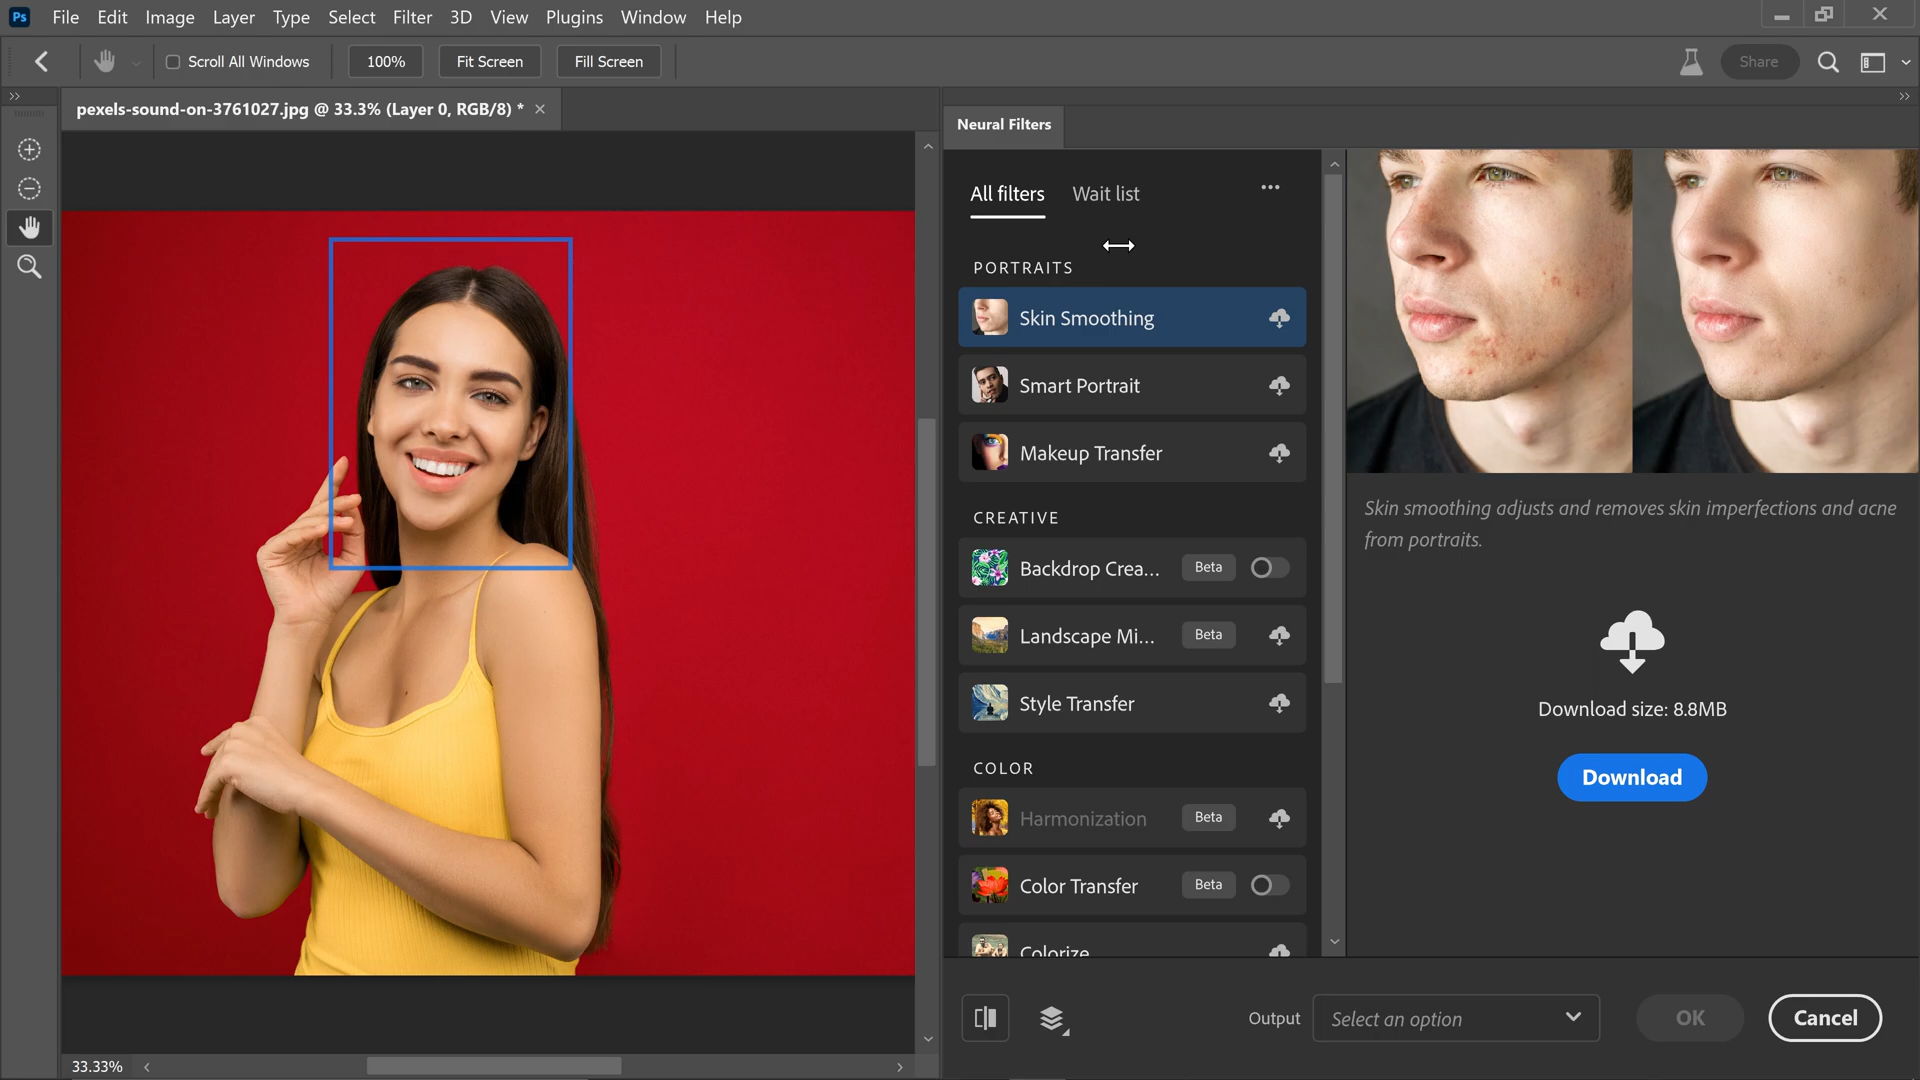 Ps File Edit Image Layer Type Select Filter 3D View Plugins Window Help
Scroll All Windows 100% Fit Screen Fill Screen Share
pexels-sound-on-3761027.jpg @ 33.3% (Layer 0, RGB/8) *
Neural Filters
All filters Wait list
PORTRAITS
Skin Smoothing
Smart Portrait
Makeup Transfer
CREATIVE
Backdrop Crea... Beta
Landscape Mi... Beta
Style Transfer
COLOR
Harmonization Beta
Color Transfer Beta
Colorize
Skin smoothing adjusts and removes skin imperfections and acne
from portraits.
Download size: 8.8MB
Download
Output Select an option OK Cancel
33.33%